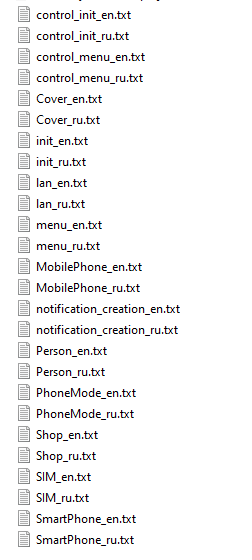 control_init_en.txt
control_init_ru.txt
control_menu_en.txt
control_menu_ru.txt
Cover_en.txt
Cover_ru.txt
init_en.txt
init_ru.txt
lan_en.txt
lan_ru.txt
menu_en.txt
menu_ru.txt
MobilePhone_en.txt
MobilePhone_ru.txt
notification_creation_en.txt
notification_creation_ru.txt
Person_en.txt
Person_ru.txt
PhoneMode_en.txt
PhoneMode_ru.txt
Shop_en.txt
Shop_ru.txt
SIM_en.txt
SIM_ru.txt
SmartPhone_en.txt
SmartPhone_ru.txt